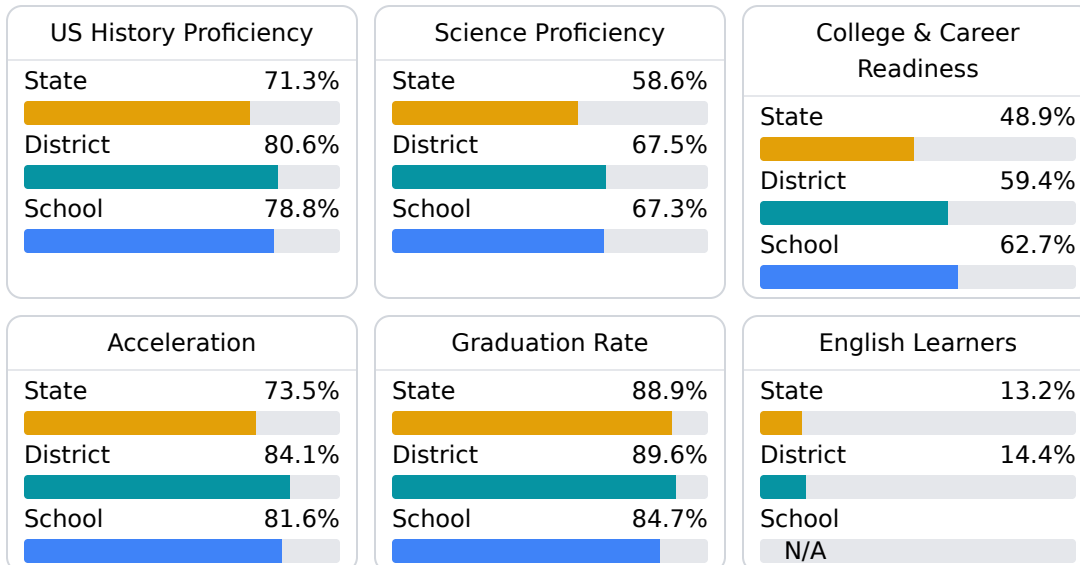 US History Proficiency
State 71.3%
District 80.6%
School 78.8%
Science Proficiency
State 58.6%
District 67.5%
School 67.3%
College & Career
Readiness
State 48.9%
District 59.4%
School 62.7%
Acceleration
State 73.5%
District 84.1%
School 81.6%
Graduation Rate
State 88.9%
District 89.6%
School 84.7%
English Learners
State 13.2%
District 14.4%
School
N/A